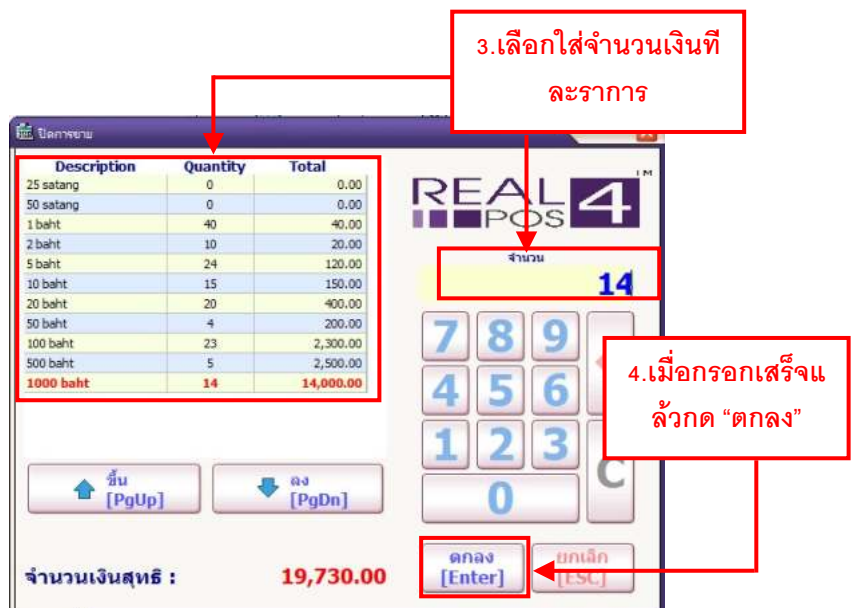 3.เลือกใส่จำนวนเงินที
ละราการ
ปิดการขาย
Description Quantity Total
25 satang 0 0.00
50 satang 0 0.00
1 baht 40 40.00
2 baht 10 20.00
5 baht 24 120.00
10 baht 15 150.00
20 baht 20 400.00
50 baht 4 200.00
100 baht 23 2,300.00
500 baht 5 2,500.00
1000 baht 14 14,000.00
REAL POS 4 ™
จำนวน
14
7 8 9
4 5 6
1 2 3
0
C
4.เมื่อกรอกเสร็จแ
ล้วกด “ตกลง”
ขึ้น
[PgUp]
ลง
[PgDn]
จำนวนเงินสุทธิ : 19,730.00
ตกลง
[Enter]
ยกเลิก
[ESC]